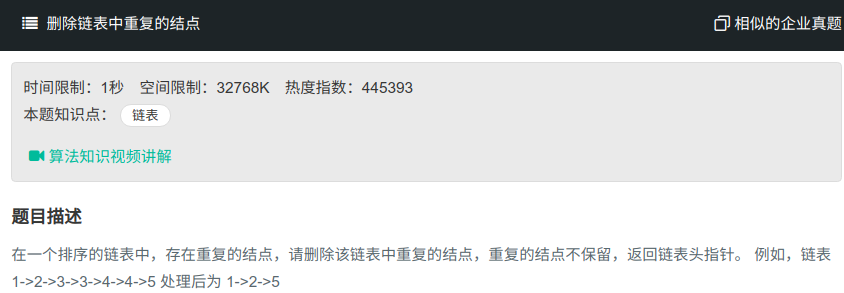 删除链表中重复的结点 相似的企业真题
时间限制：1秒 空间限制：32768K 热度指数：445393
本题知识点： 链表
算法知识视频讲解
题目描述
在一个排序的链表中，存在重复的结点，请删除该链表中重复的结点，重复的结点不保留，返回链表头指针。 例如，链表
1->2->3->3->4->4->5 处理后为 1->2->5